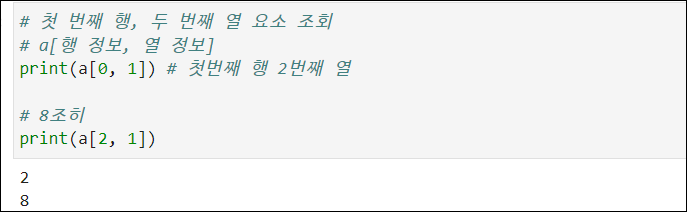 # 첫 번째 행, 두 번째 열 요소 조회
# a[행 정보, 열 정보]
print(a[0, 1]) # 첫번째 행 2번째 열
# 8조히
print(a[2, 1])
2
8